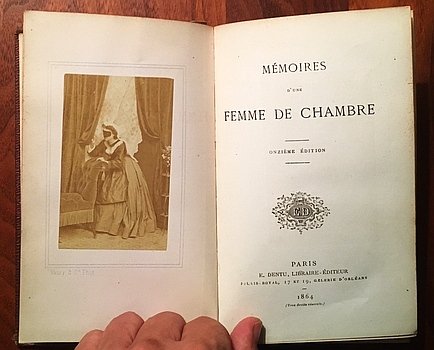 MÉMOIRES
D'UNE
FEMME DE CHAMBRE
ONZIÈME ÉDITION
ED
PARIS
E. DENTU, LIBRAIRE-ÉDITEUR
PALAIS-ROYAL, 17 ET 19, GALERIE D'ORLÉANS
1864
(Tous droits réservés.)